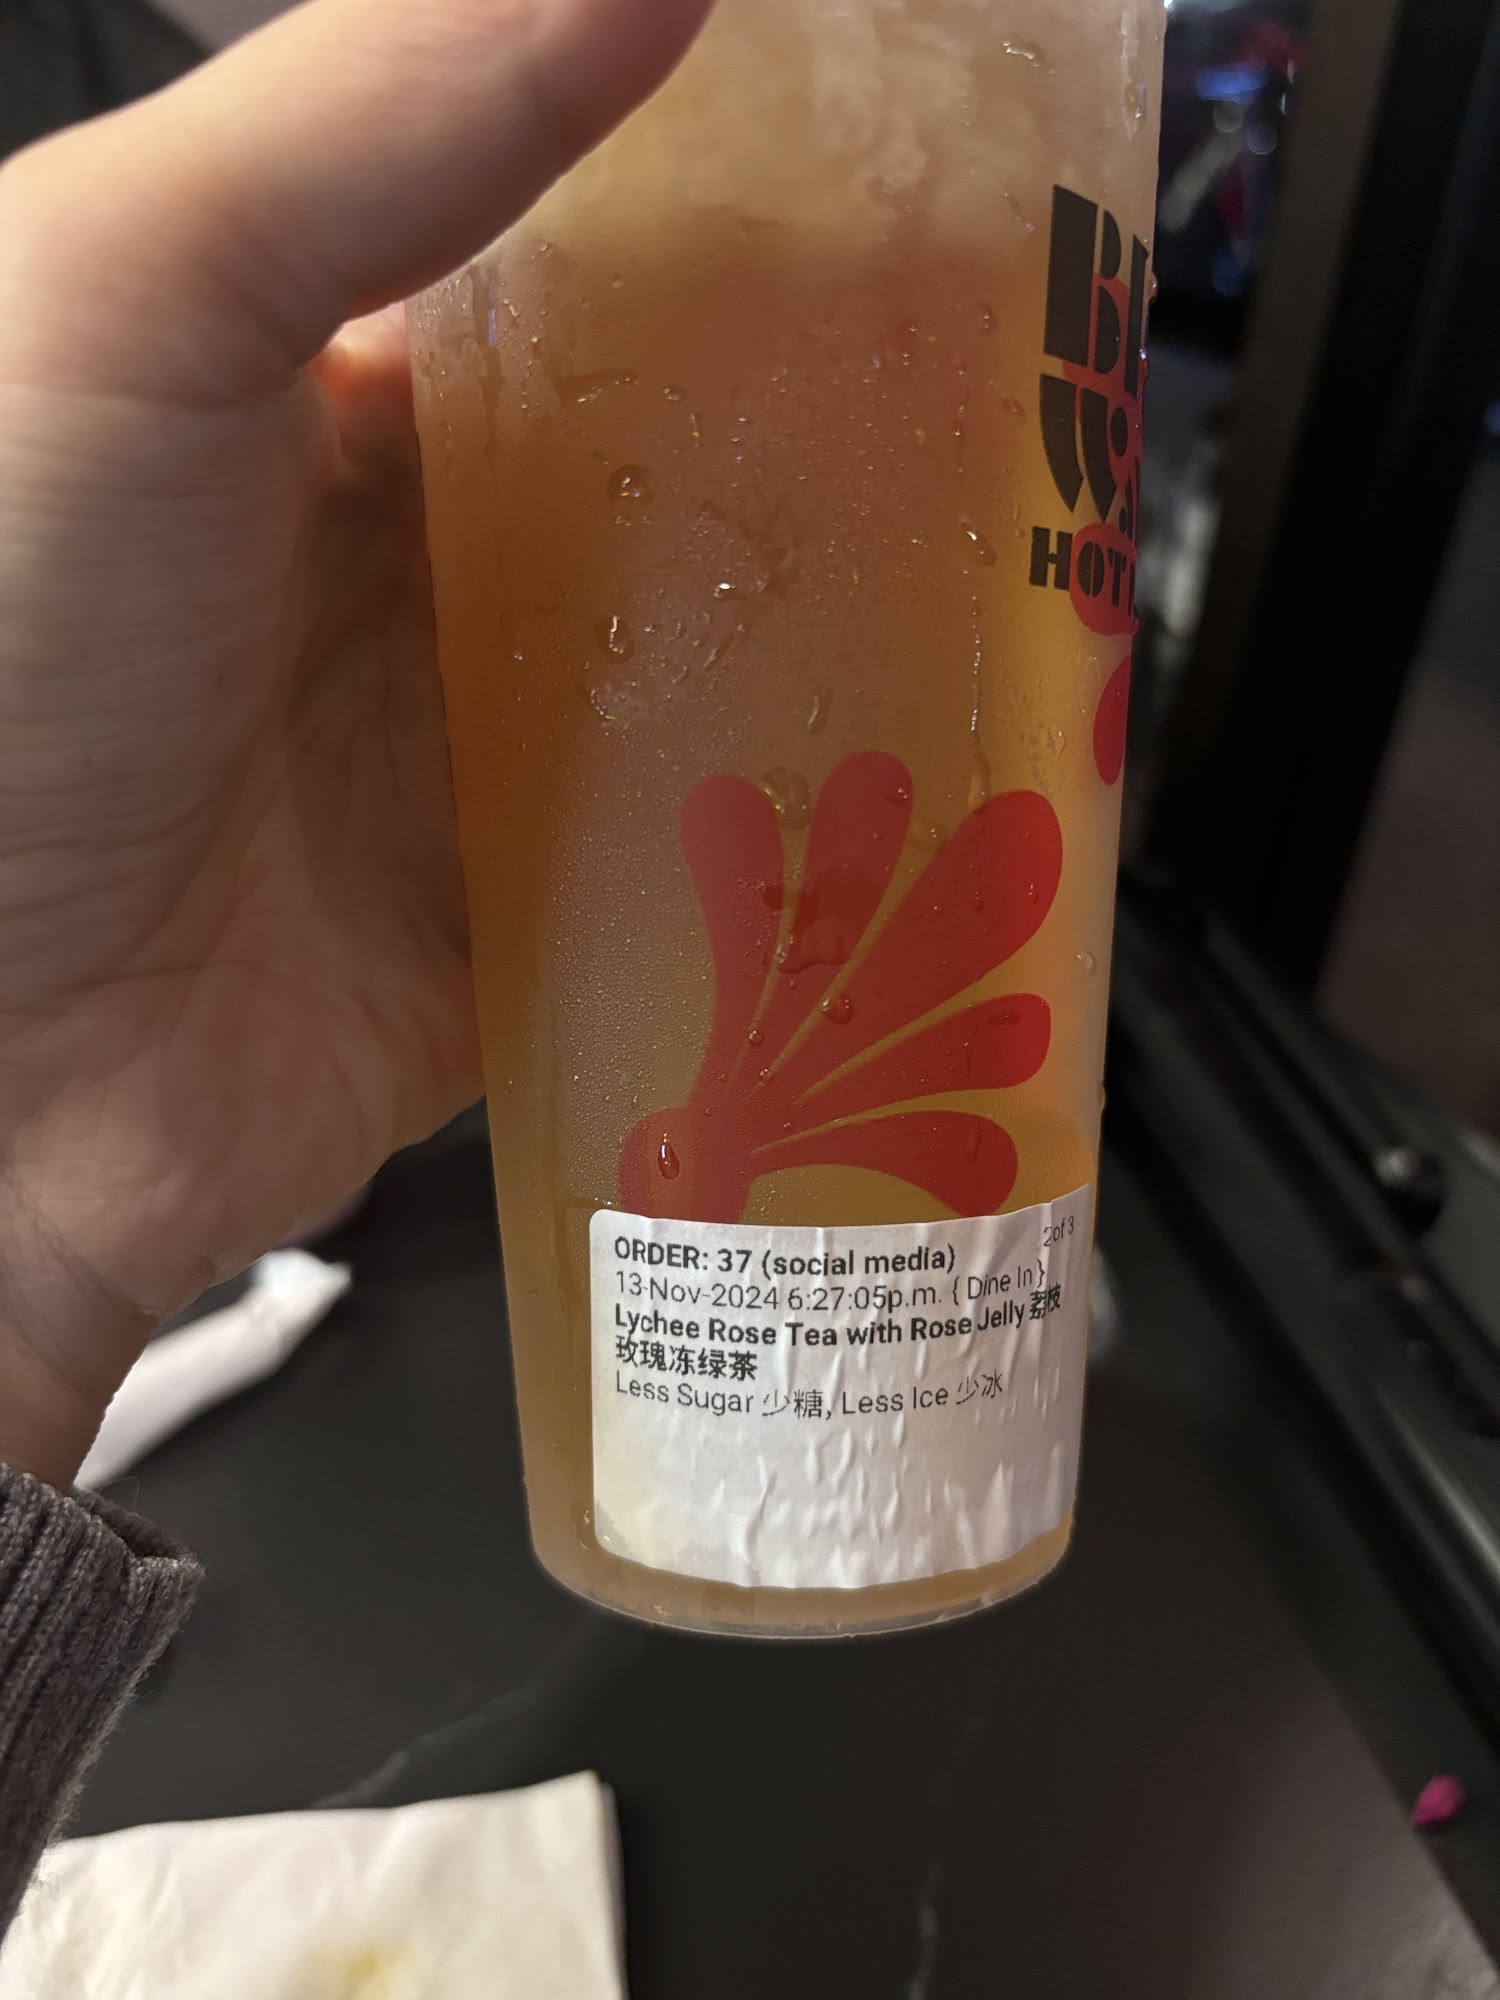 HOT
2of 3
ORDER: 37 (social media)
13-Nov-2024 6:27:05p.m. { Dine In }
Lychee Rose Tea with Rose Jelly 荔枝
玫瑰冻绿茶
Less Sugar 少糖, Less Ice 少冰